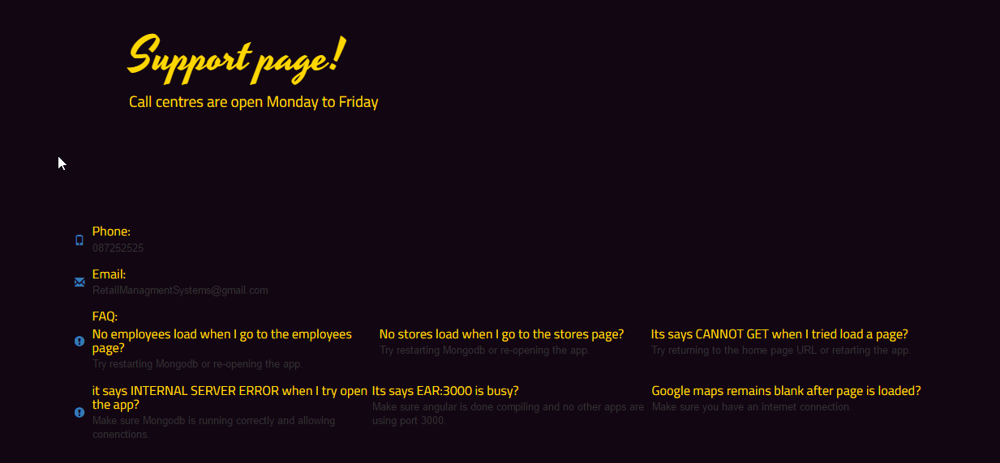 Support page!
Call centres are open Monday to Friday
Phone:
087252525
Email:
RetailManagmentSystems@gmail.com
FAQ:
No employees load when I go to the employees
page?
Try restarting Mongodb or re-opening the app.
No stores load when I go to the stores page?
Try restarting Mongodb or re-opening the app.
Its says CANNOT GET when I tried load a page?
Try returning to the home page URL or retarting the app.
it says INTERNAL SERVER ERROR when I try open
the app?
Make sure Mongodb is running correctly and allowing
conenctions.
Its says EAR:3000 is busy?
Make sure angular is done compiling and no other apps are
using port 3000.
Google maps remains blank after page is loaded?
Make sure you have an internet connection.